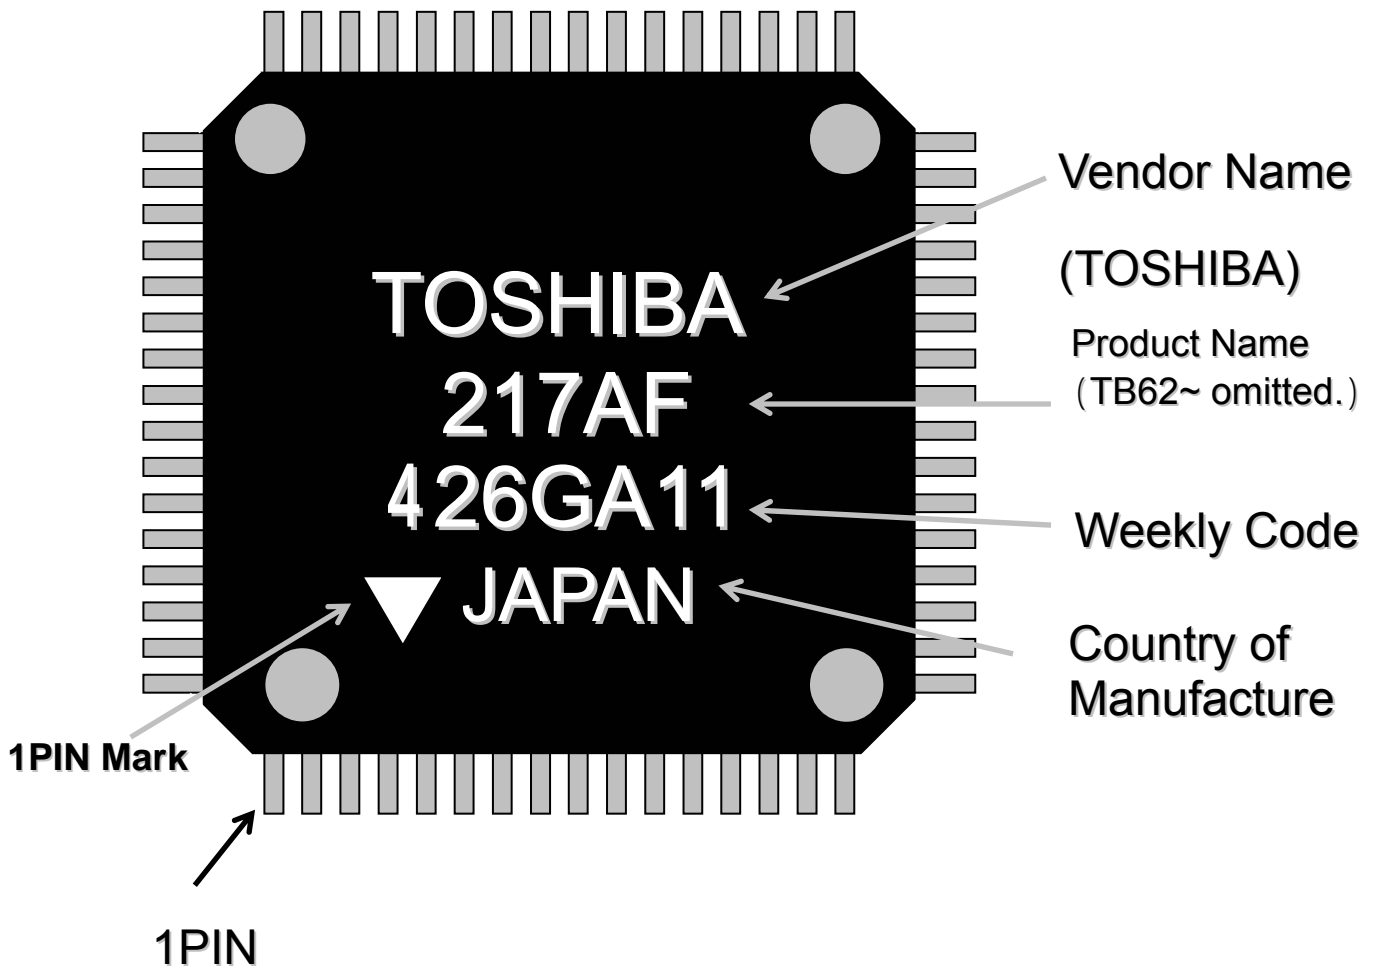 TOSHIBA
217AF
426GA11
JAPAN
Vendor Name
(TOSHIBA)
Product Name
（TB62~ omitted.）
Weekly Code
Country of
Manufacture
1PIN Mark
1PIN